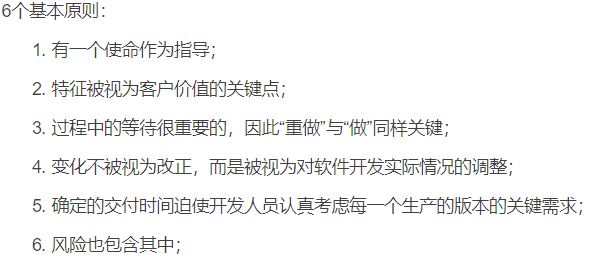 6个基本原则：
1. 有一个使命作为指导；
2. 特征被视为客户价值的关键点；
3. 过程中的等待很重要的，因此“重做”与“做”同样关键；
4. 变化不被视为改正，而是被视为对软件开发实际情况的调整；
5. 确定的交付时间迫使开发人员认真考虑每一个生产的版本的关键需求；
6. 风险也包含其中；